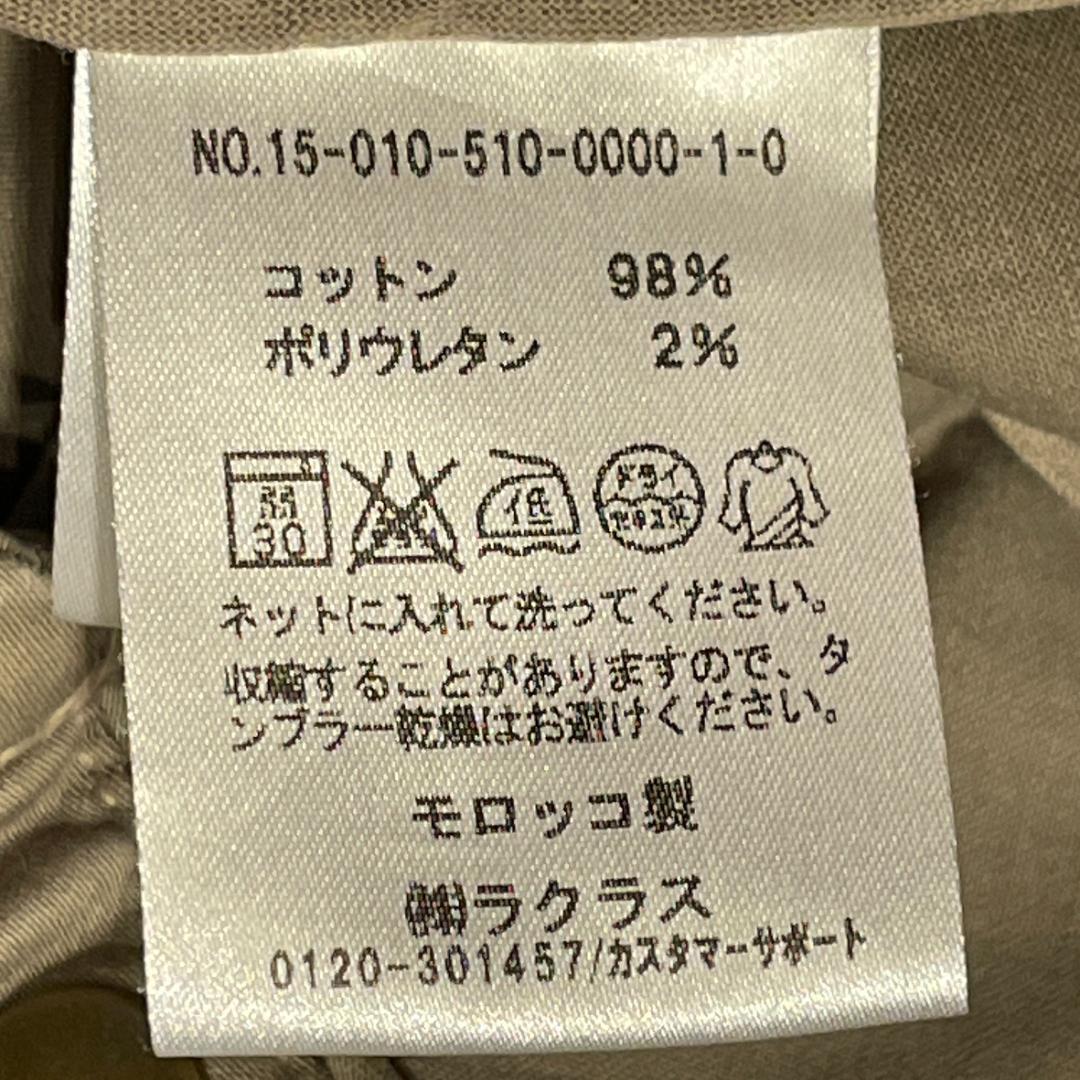 NO.15-010-510-0000-1-0
コットン 98%
ポリウレタン 2%
弱
30
低
ドライ
セキユ系
ネットに入れて洗ってください。
収縮することがありますので、タ
ンブラー乾燥はお避けください。
モロッコ製
㈱ラクラス
0120-301457/カスタマーサポート